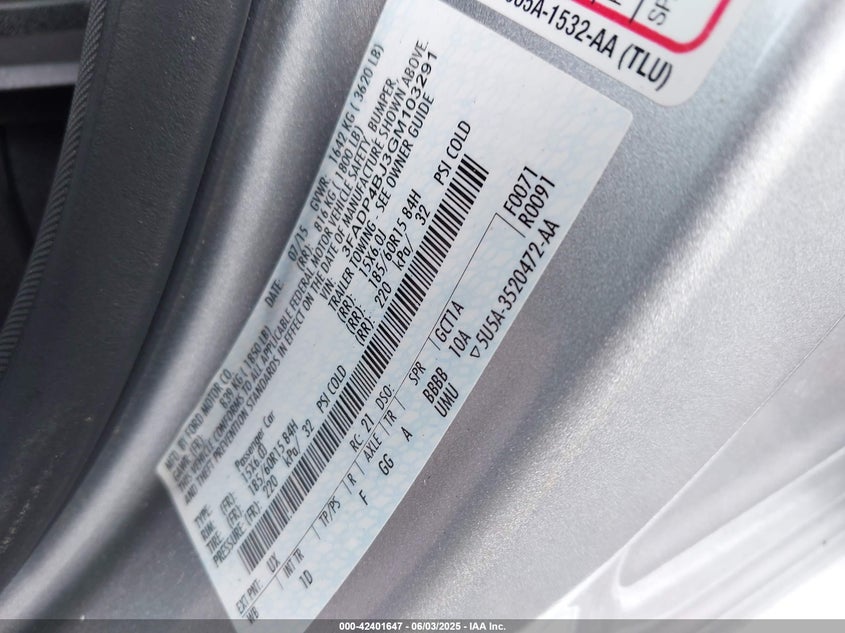 SP
5U5A-1532-AA (TLU)
MFD. BY FORD MOTOR CO.
DATE: 07/15 GVWR: 1642 KG ( 3620 LB)
GAWR: (FR): 839 KG ( 1850 LB) (RR): 816 KG ( 1800 LB)
THIS VEHICLE CONFORMS TO ALL APPLICABLE FEDERAL MOTOR VEHICLE SAFETY, BUMPER,
AND THEFT PREVENTION STANDARDS IN EFFECT ON THE DATE OF MANUFACTURE SHOWN ABOVE.
VIN: 3FADP4BJ3GM103291
TYPE: Passenger Car TRAILER TOWING - SEE OWNER GUIDE
RIM: (FR): 15X6.0J (RR): 15X6.0J
TIRE: (FR): 185/60R15 84H (RR): 185/60R15 84H
PRESSURE (FR): 220 kPa/ 32 PSI COLD (RR): 220 kPa/ 32 PSI COLD
EXT PNT: UX RC: 21 DSO: F0071
WB INT TR TP/PS R AXLE TR SPR GCT1A R0091
1D F GG A BBBB 10A
UMU ▽5U5A-3520472-AA
000-42401647 - 06/03/2025 - IAA Inc.